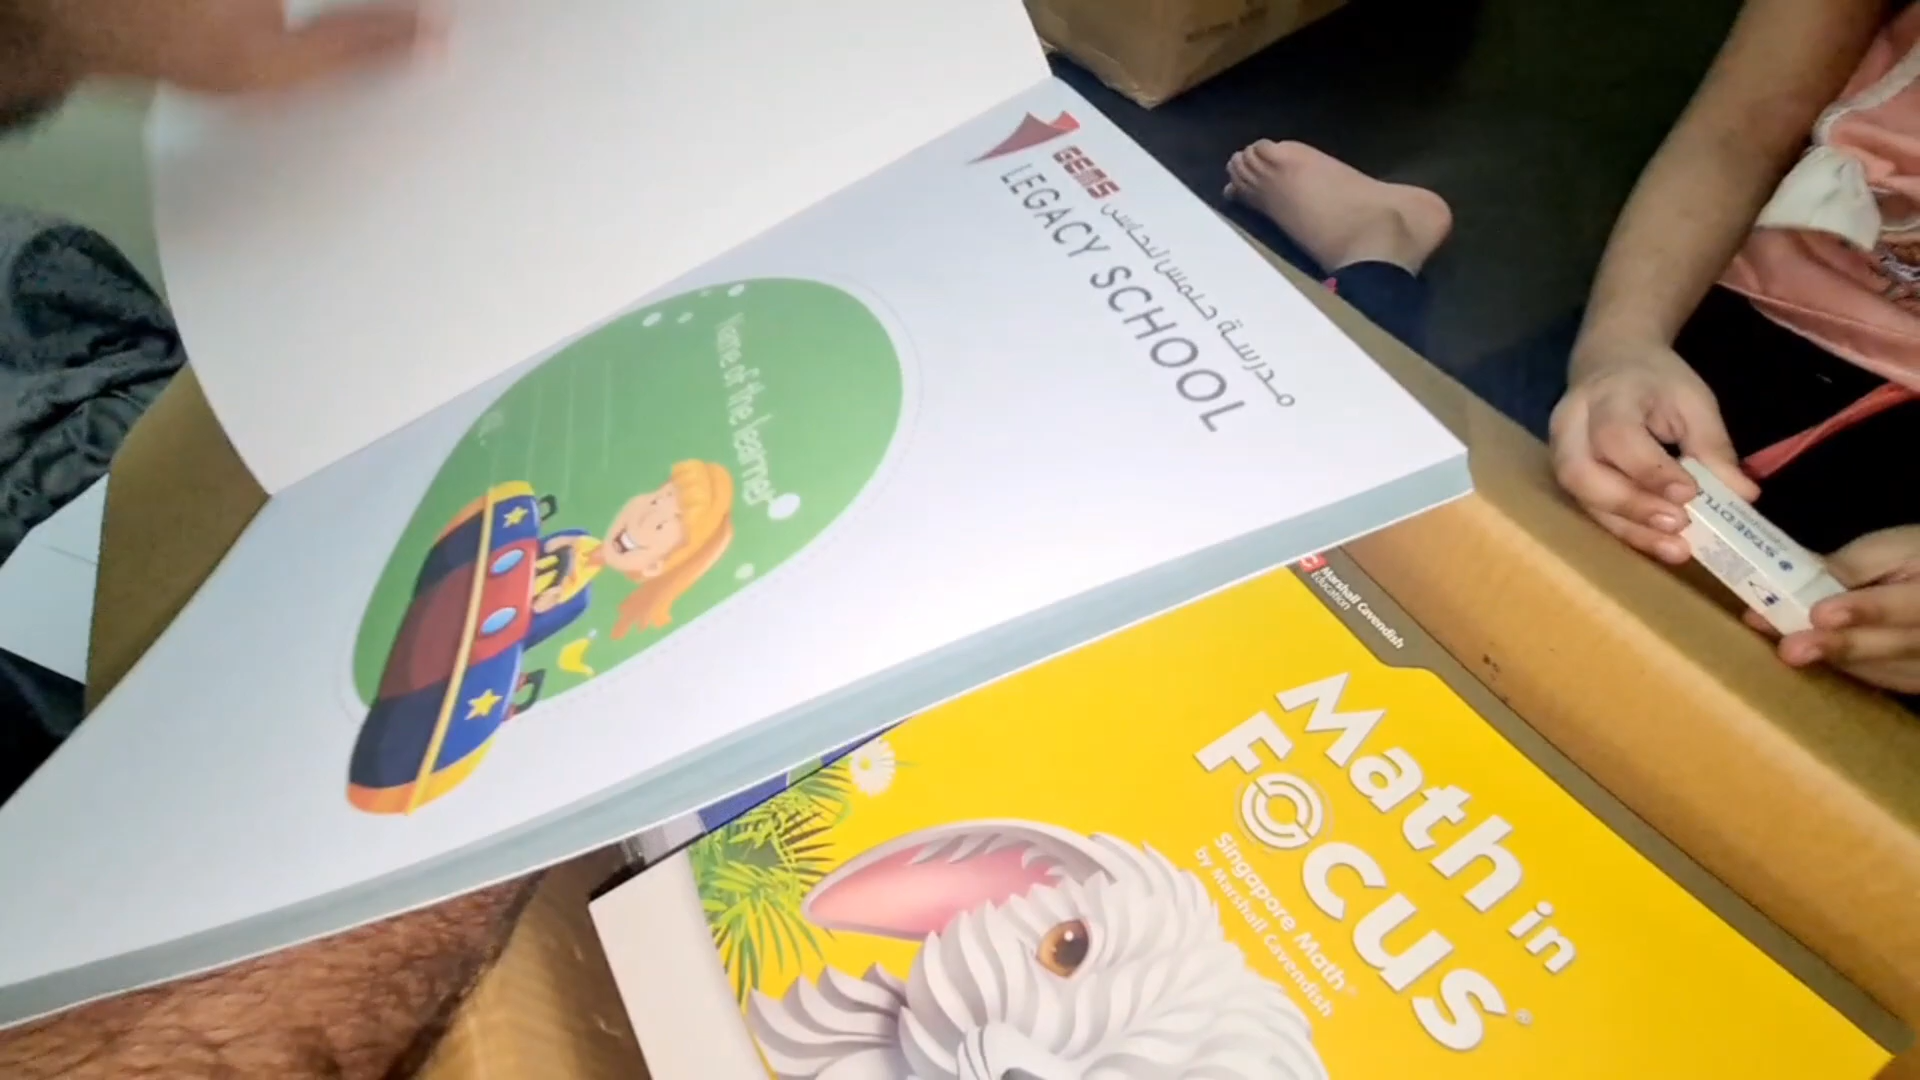 GEMS
مدرسة جيمس ليجاسي
LEGACY SCHOOL
Name of the learner
Marshall Cavendish
Education
Math in
Focus®
Singapore Math®
by Marshall Cavendish
STAEDTLER